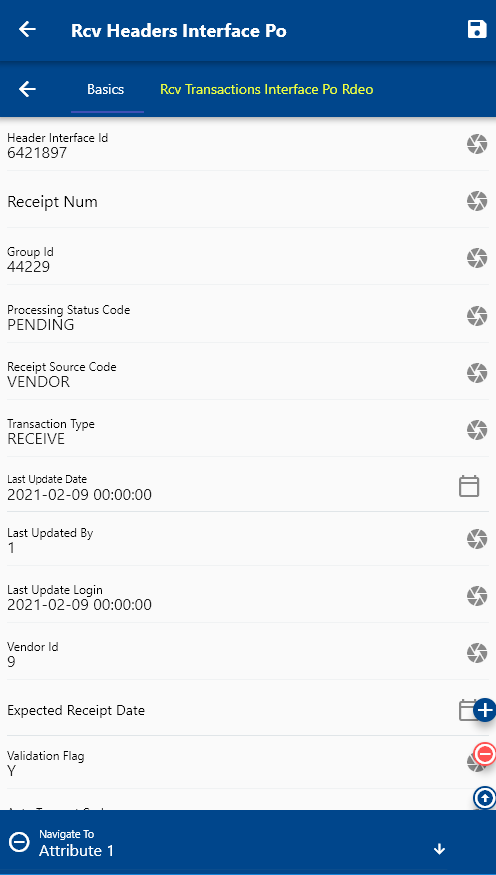 Rcv Headers Interface Po
Basics Rcv Transactions Interface Po Rdeo
Header Interface Id
6421897
Receipt Num
Group Id
44229
Processing Status Code
PENDING
Receipt Source Code
VENDOR
Transaction Type
RECEIVE
Last Update Date
2021-02-09 00:00:00
Last Updated By
1
Last Update Login
2021-02-09 00:00:00
Vendor Id
9
Expected Receipt Date
Validation Flag
Y
Navigate To
Attribute 1